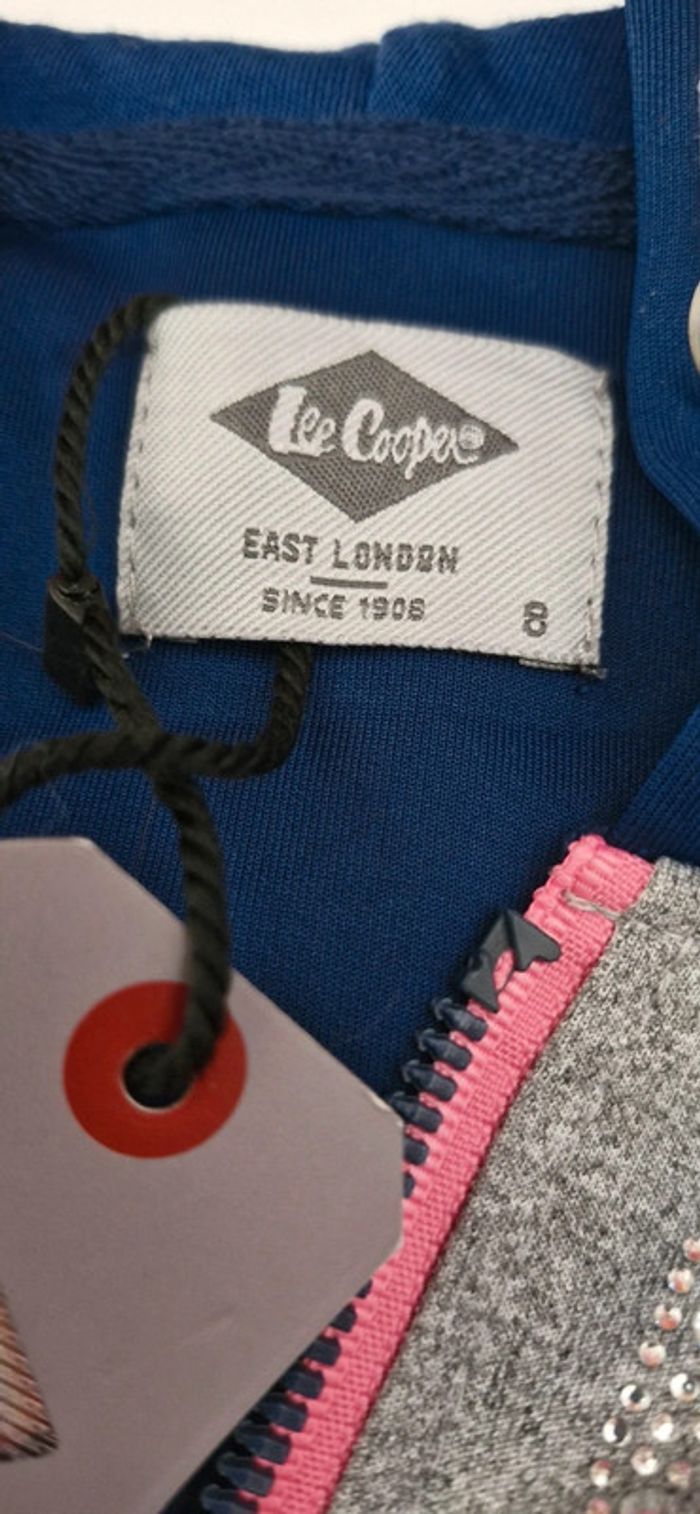 Lee Cooper®
EAST LONDON
SINCE 1908
8